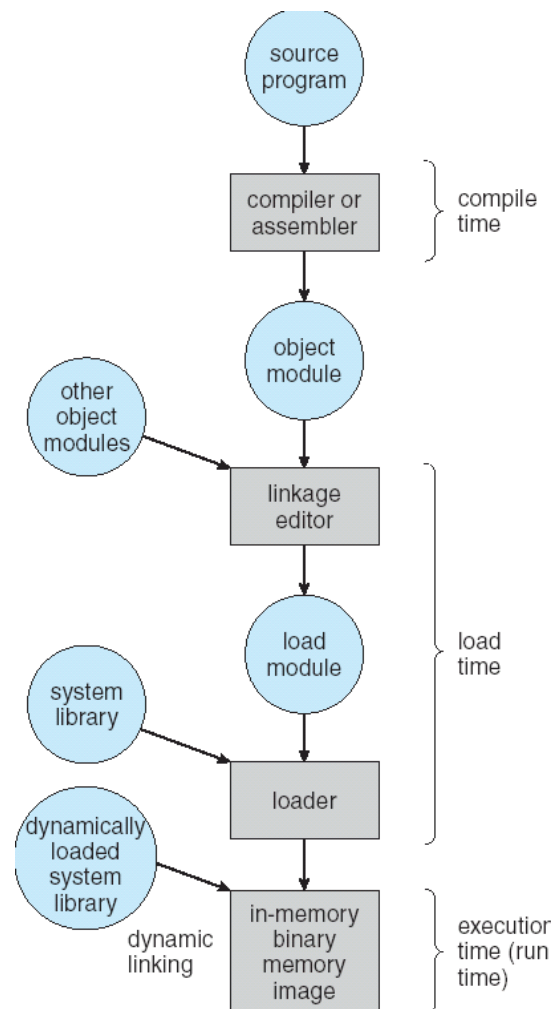 source
program
compiler or
assembler
compile
time
object
module
other
object
modules
linkage
editor
load
module
load
time
system
library
loader
dynamically
loaded
system
library
dynamic
linking
in-memory
binary
memory
image
execution
time (run
time)